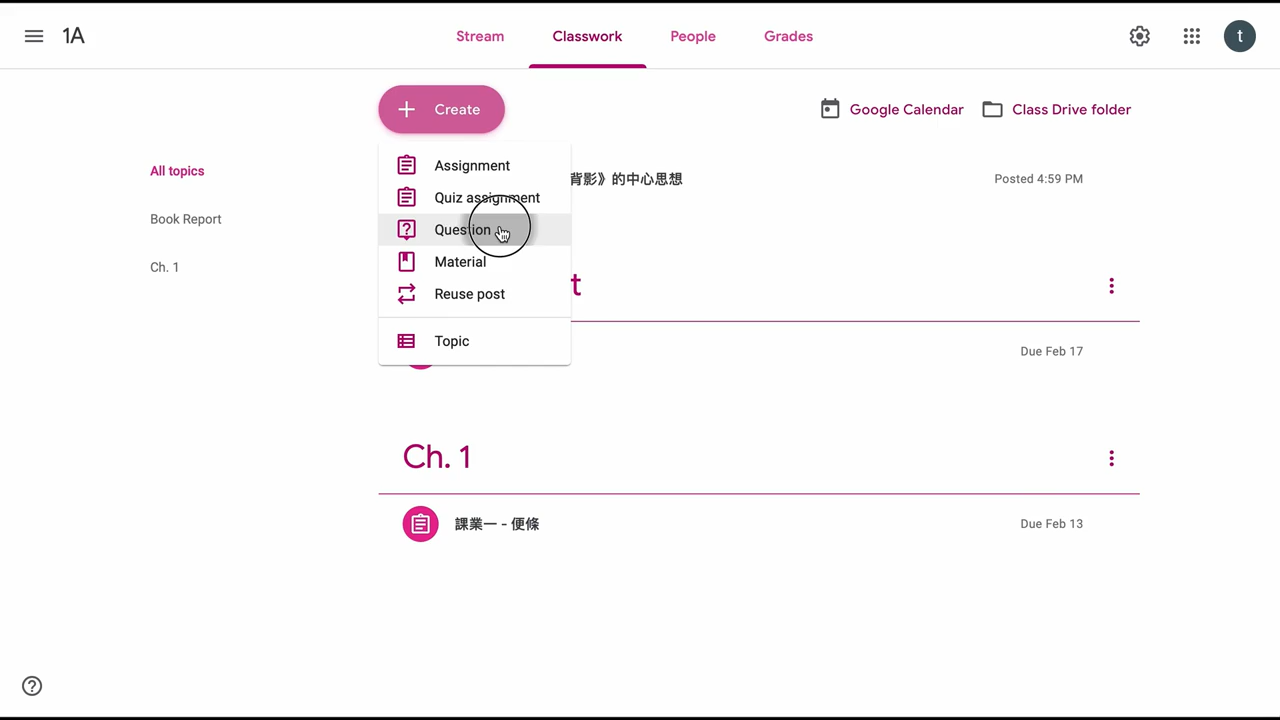 1A
Stream
Classwork
People
Grades
t
Create
Google Calendar
Class Drive folder
All topics
Book Report
Ch. 1
Assignment
Quiz assignment
Question
Material
Reuse post
Topic
背影》的中心思想
Posted 4:59 PM
t
Due Feb 17
Ch. 1
課業一 - 便條
Due Feb 13